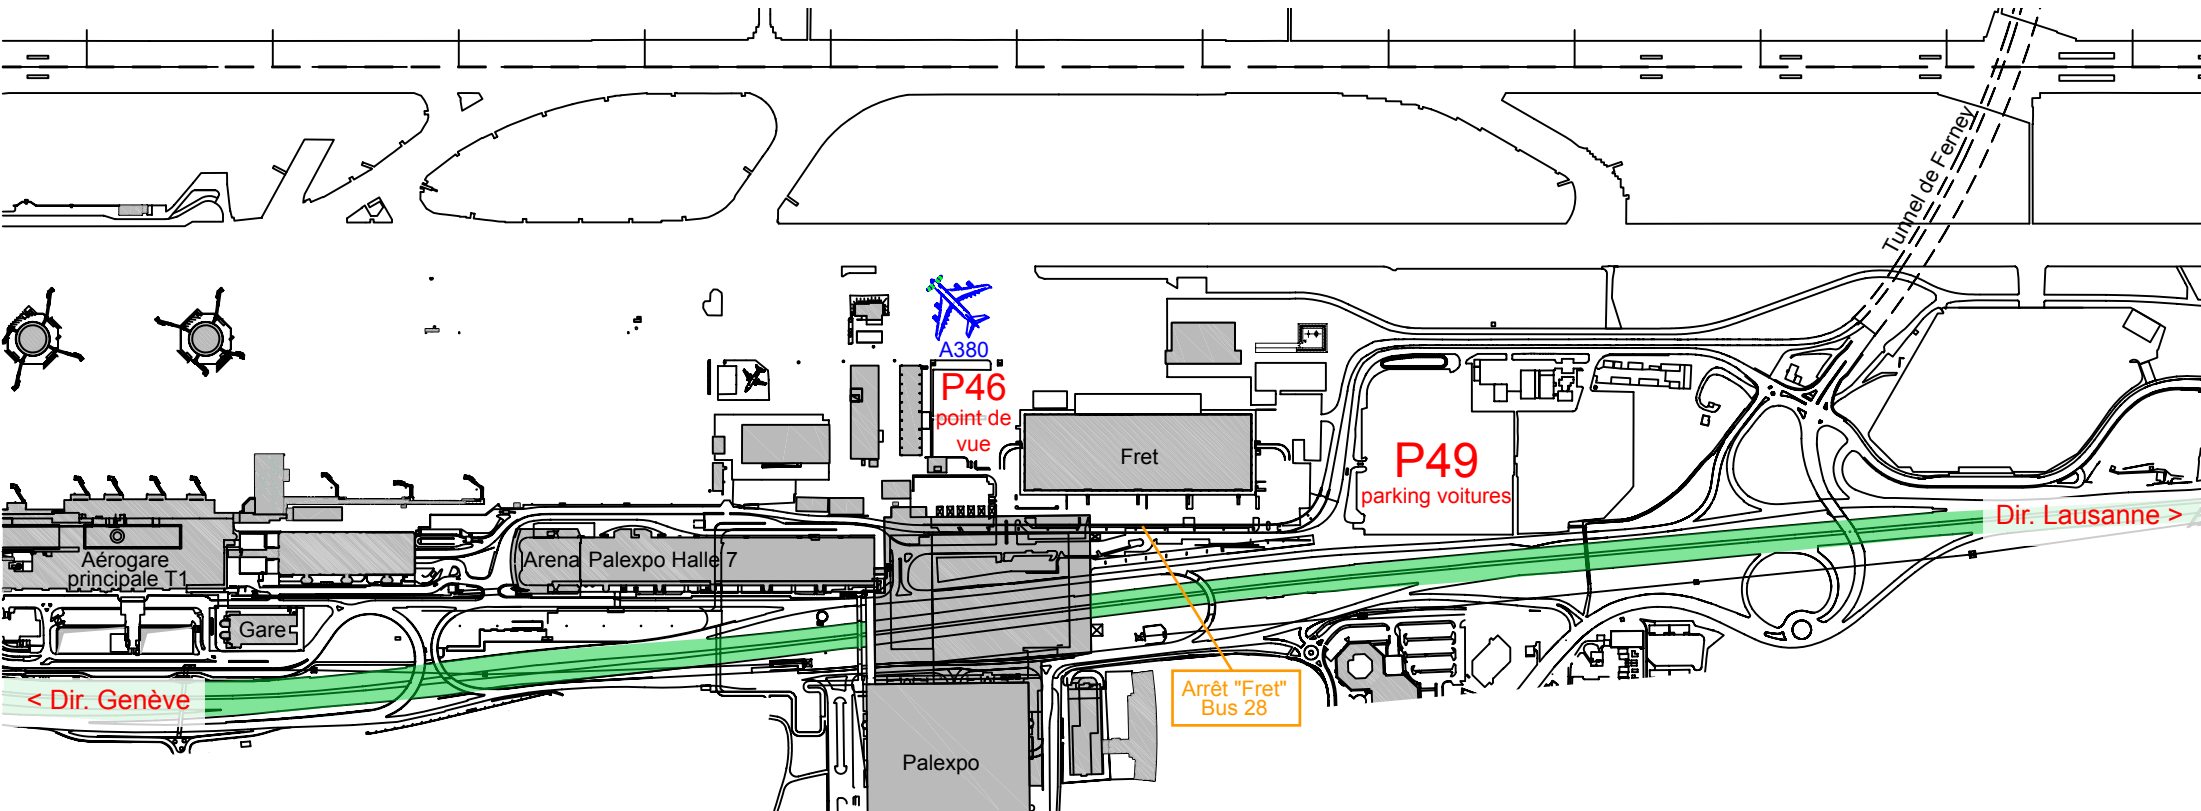 Tunnel de Ferney
A380
P46
point de
vue
Fret
P49
parking voitures
Dir. Lausanne >
Aérogare
principale T1
Arena
Palexpo Halle 7
Gare
< Dir. Genève
Arrêt "Fret"
Bus 28
Palexpo